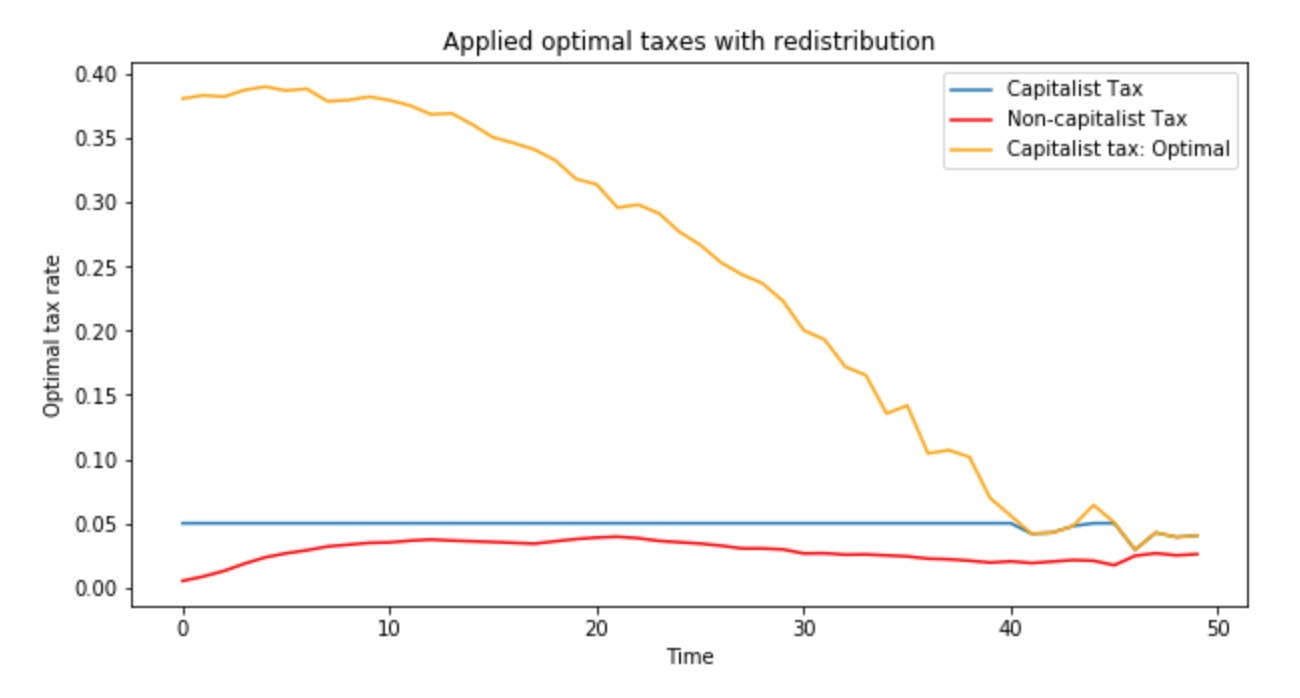 Applied optimal taxes with redistribution
Capitalist Tax
Non-capitalist Tax
Capitalist tax: Optimal
Optimal tax rate
0.40
0.35
0.30
0.25
0.20
0.15
0.10
0.05
0.00
0 10 20 30 40 50
Time